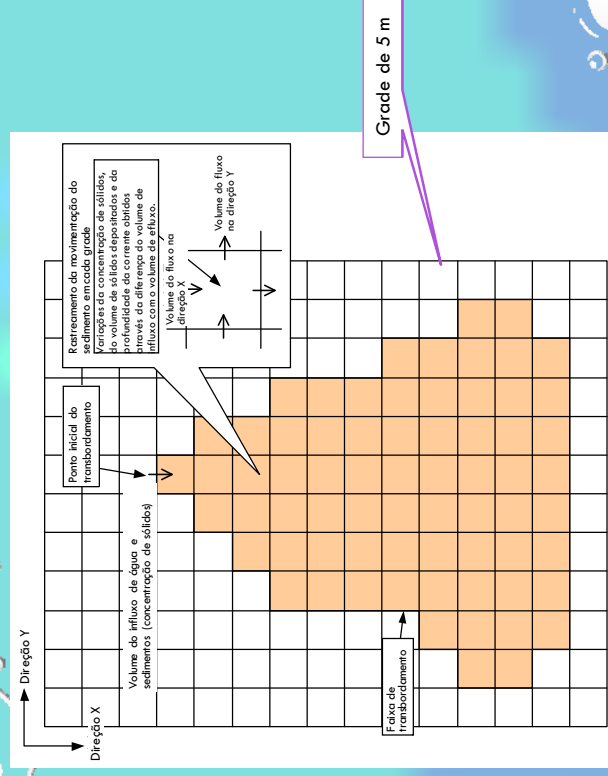 Direção Y
Direção X
Ponto inicial do
transbordamento
Rastreamento da movimentação do
sedimento em cada grade
Variações da concentração de sólidos,
do volume de sólidos depositados e da
profundidade da corrente obtidos
através da diferença do volume de
influxo com o volume de efluxo.
Volume do fluxo na
direção X
Volume do fluxo
na direção Y
Volume do influxo de água e
sedimentos (concentração de sólidos)
Faixa de
transbordamento
Grade de 5 m